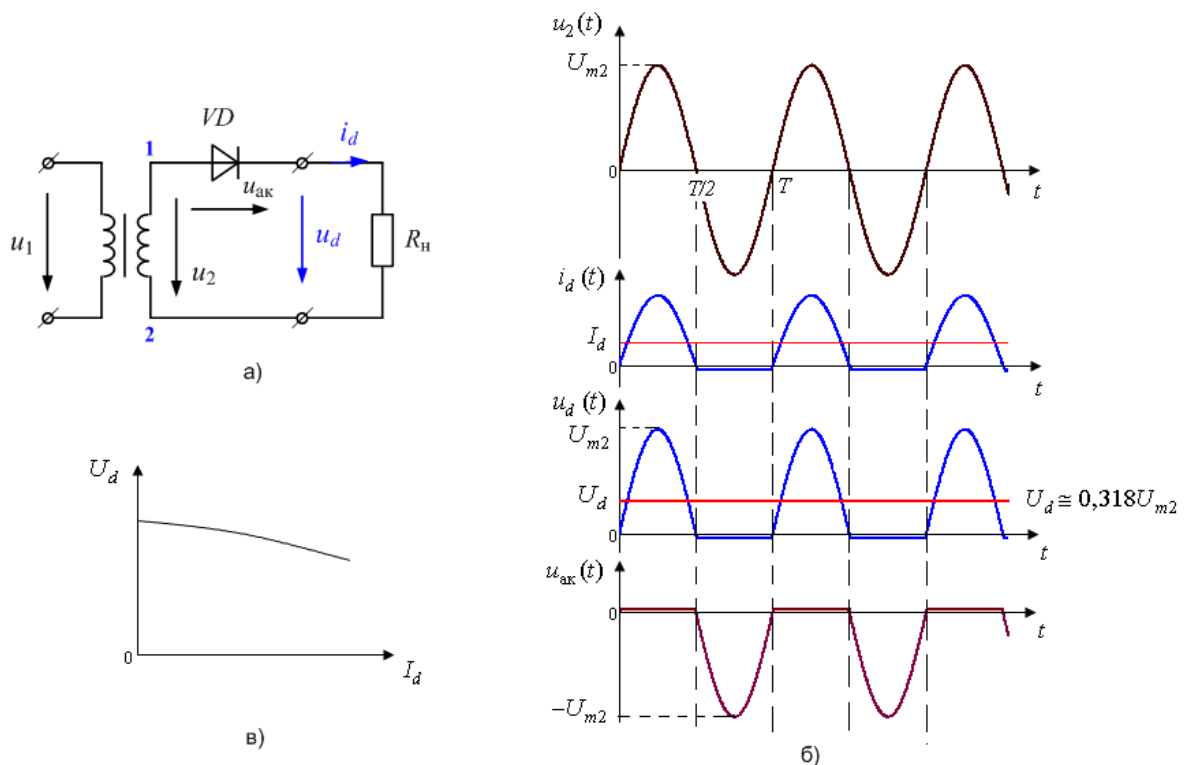 VD
1
i_d
u_ак
u_1
u_2
u_d
R_н
2
а)
U_d
0
I_d
в)
u_2(t)
U_m2
0
T/2
T
t
i_d(t)
I_d
0
t
u_d(t)
U_m2
U_d
U_d ≅ 0,318U_m2
0
t
u_ак(t)
0
t
−U_m2
б)